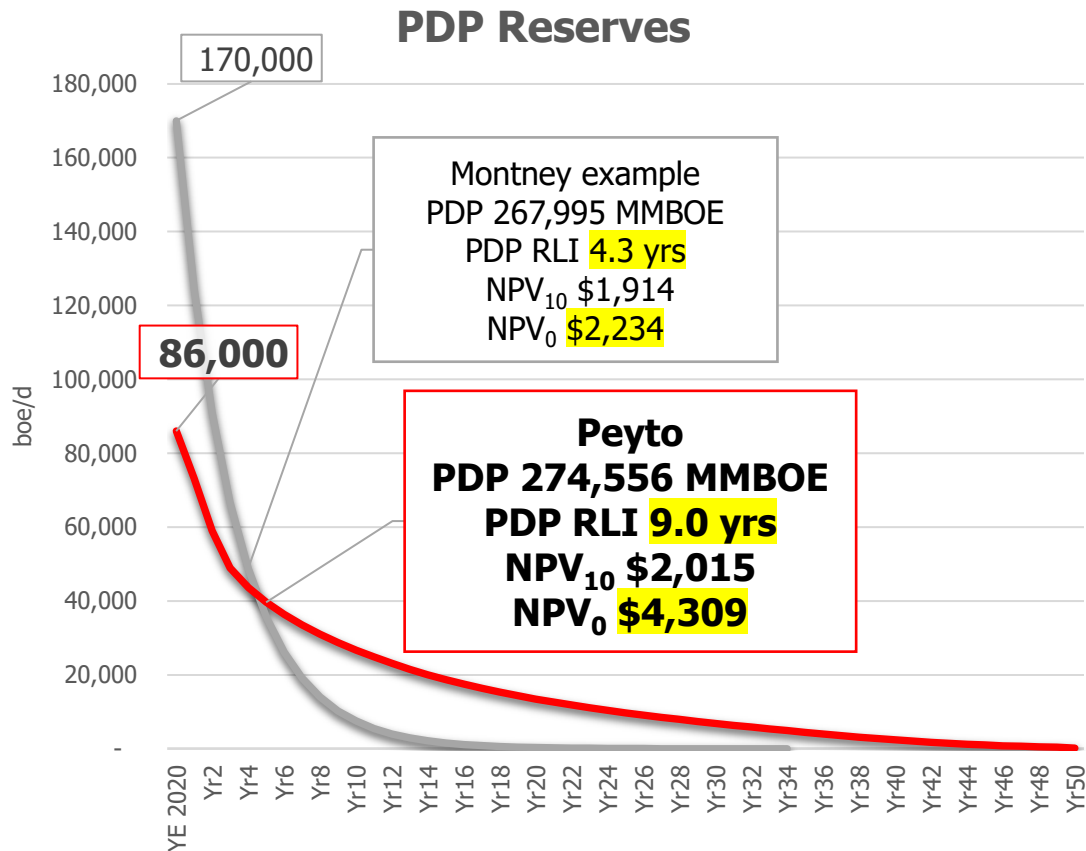 PDP Reserves
170,000
180,000
160,000
140,000
120,000
100,000
80,000
60,000
40,000
20,000
-
boe/d
86,000
Montney example
PDP 267,995 MMBOE
PDP RLI 4.3 yrs
NPV10 $1,914
NPV0 $2,234
Peyto
PDP 274,556 MMBOE
PDP RLI 9.0 yrs
NPV10 $2,015
NPV0 $4,309
YE 2020
Yr2
Yr4
Yr6
Yr8
Yr10
Yr12
Yr14
Yr16
Yr18
Yr20
Yr22
Yr24
Yr26
Yr28
Yr30
Yr32
Yr34
Yr36
Yr38
Yr40
Yr42
Yr44
Yr46
Yr48
Yr50